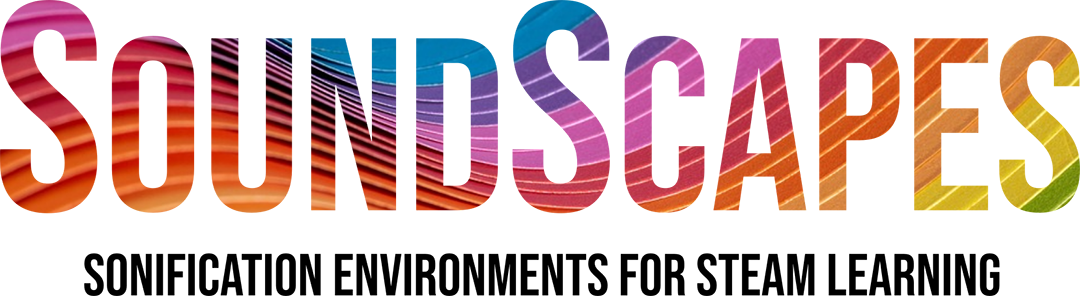 SOUNDSCAPES
SONIFICATION ENVIRONMENTS FOR STEAM LEARNING